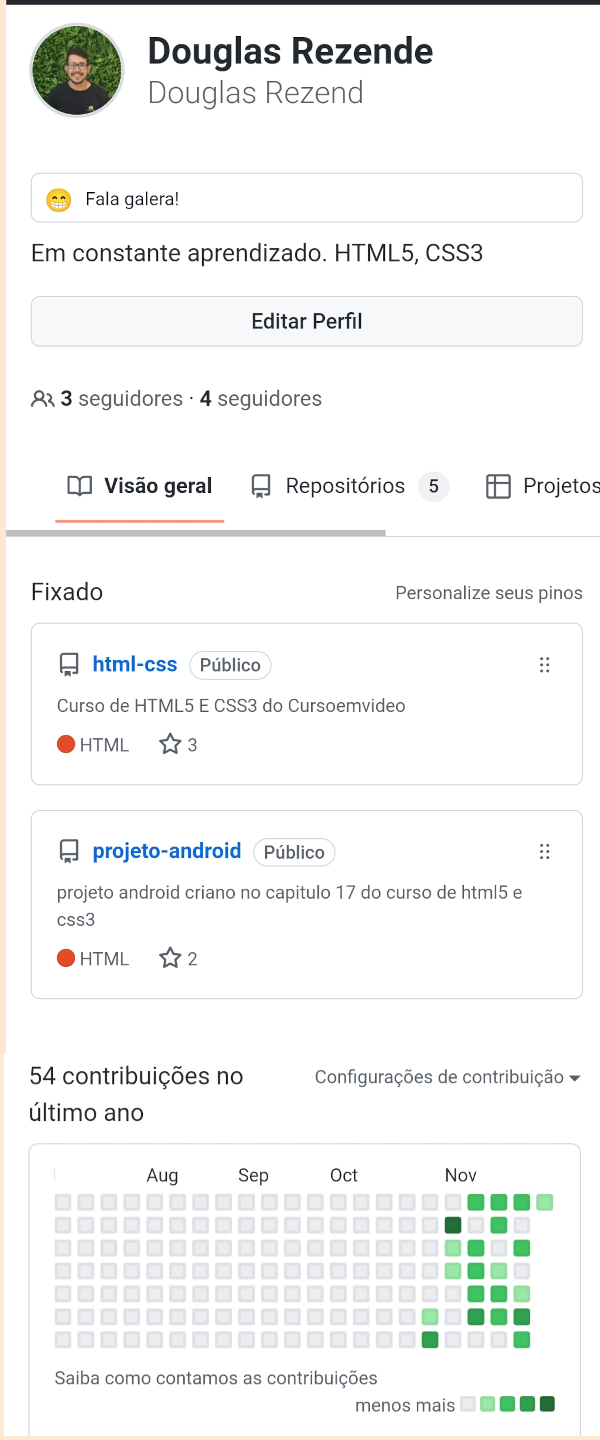 Douglas Rezende
Douglas Rezend
Fala galera!
Em constante aprendizado. HTML5, CSS3
Editar Perfil
3 seguidores · 4 seguidores
Visão geral Repositórios 5 Projetos
Fixado Personalize seus pinos
html-css Público
Curso de HTML5 E CSS3 do Cursoemvideo
HTML 3
projeto-android Público
projeto android criano no capitulo 17 do curso de html5 e
css3
HTML 2
54 contribuições no Configurações de contribuição
último ano
Aug Sep Oct Nov
Saiba como contamos as contribuições
menos mais